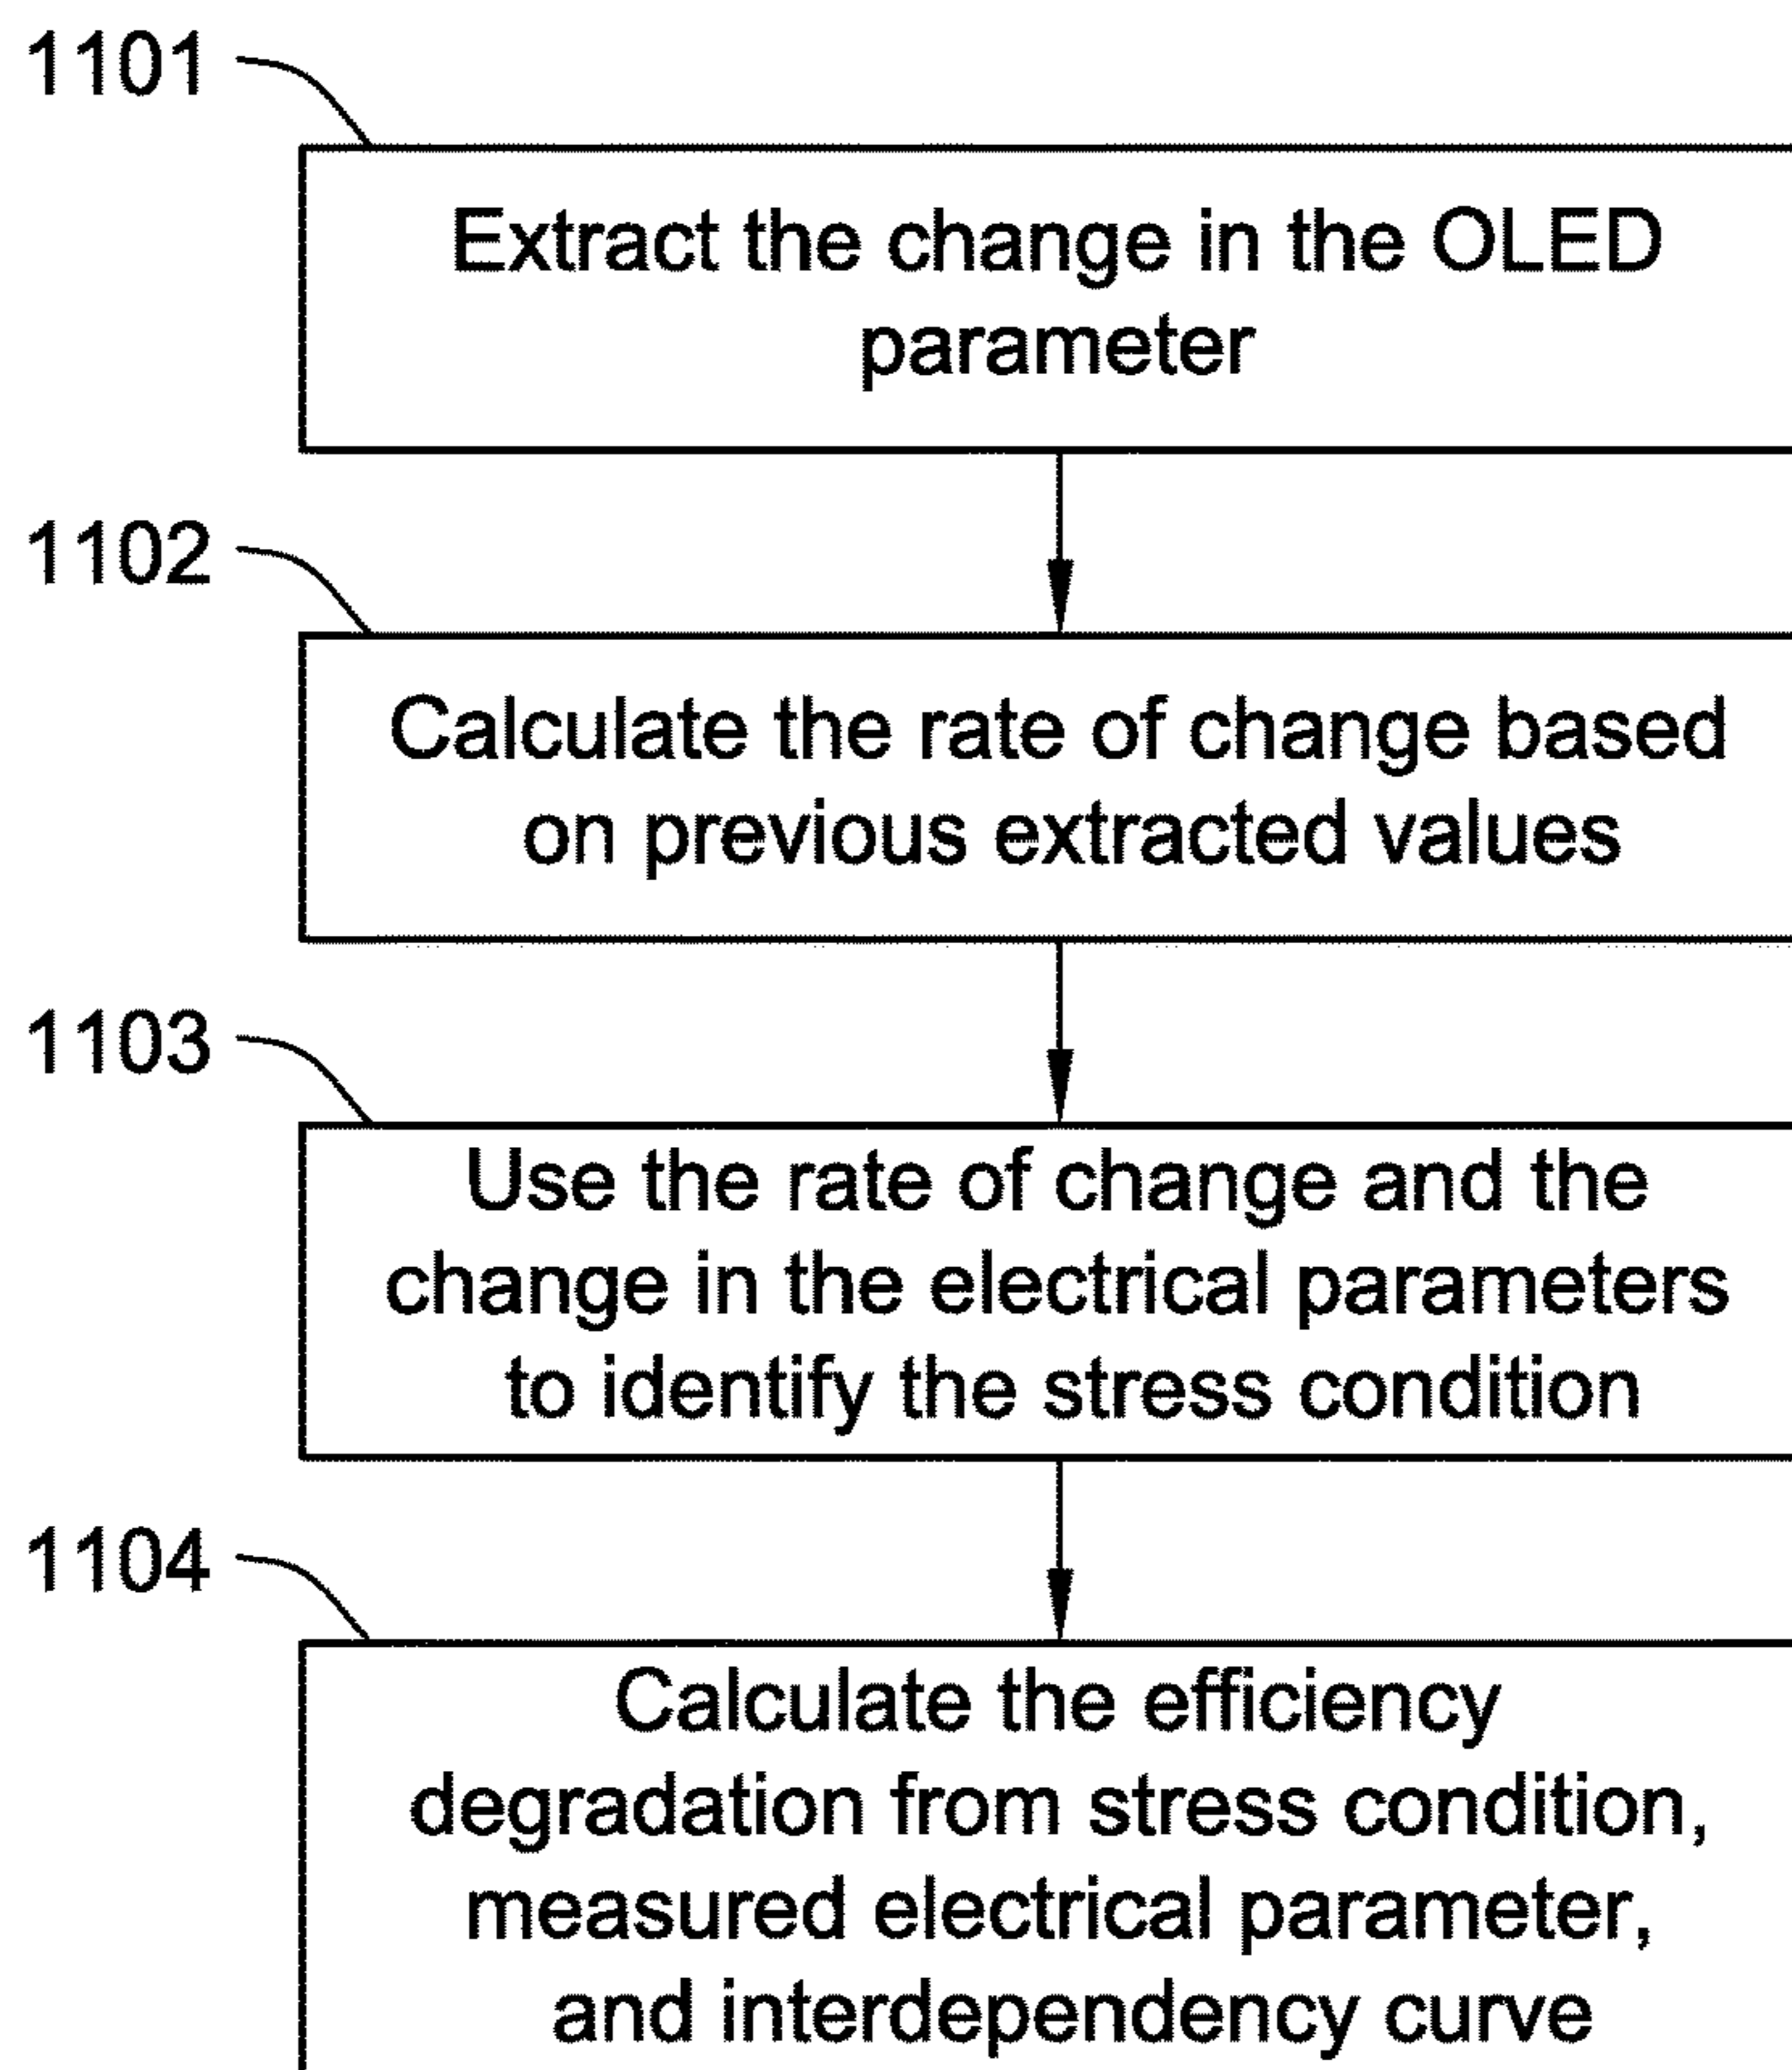 1101
Extract the change in the OLED
parameter
1102
Calculate the rate of change based
on previous extracted values
1103
Use the rate of change and the
change in the electrical parameters
to identify the stress condition
1104
Calculate the efficiency
degradation from stress condition,
measured electrical parameter,
and interdependency curve